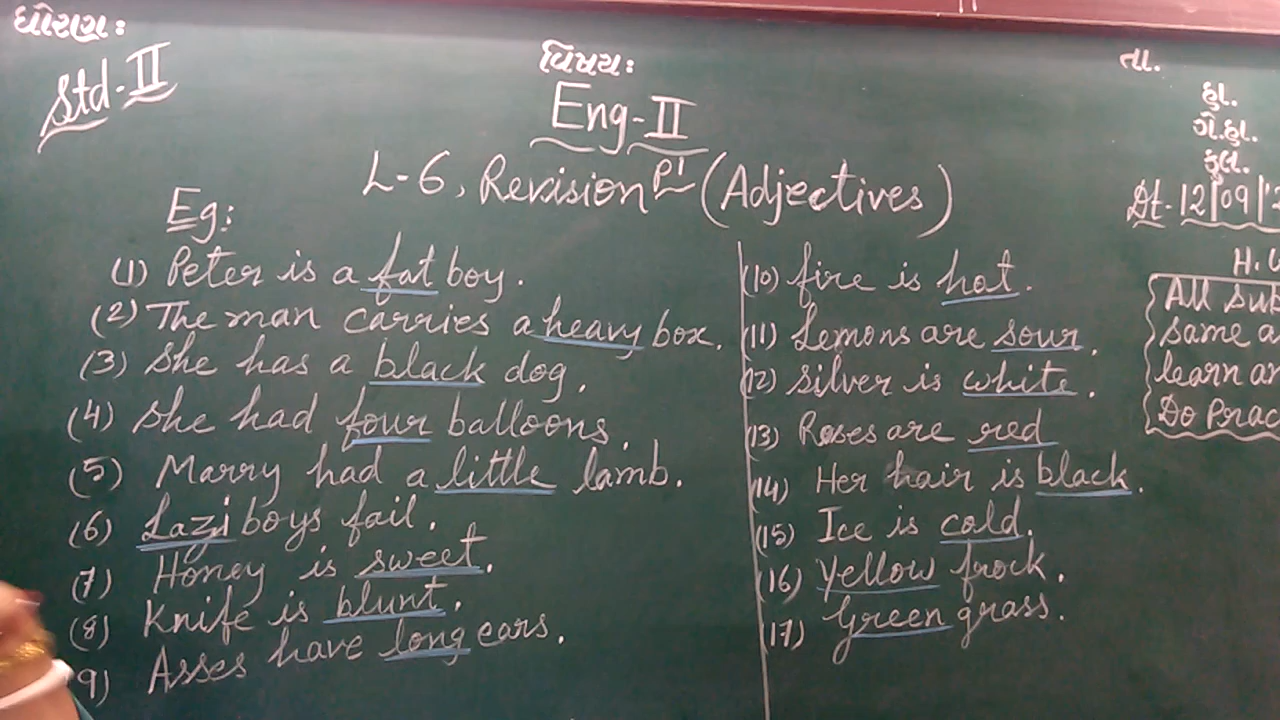 ધોરણ:
Std-II
વિષય:
Eng-II
તા.
હા.
ગે.હા.
કુલ.
Dt-12/09/
L-6, Revision P1 (Adjectives)
Eg:
(1) Peter is a fat boy.
(2) The man carries a heavy box.
(3) She has a black dog.
(4) She had four balloons.
(5) Marry had a little lamb.
(6) Lazi boys fail.
(7) Honey is sweet.
(8) Knife is blunt.
9) Asses have long ears.
(10) fire is hot.
(11) Lemons are sour.
(12) silver is white.
(13) Roses are red
(14) Her hair is black.
(15) Ice is cold.
(16) Yellow frock.
(17) Green grass.
All
same
learn
Do